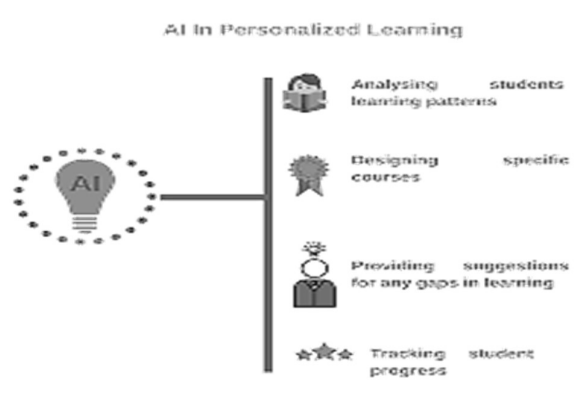 AI In Personalized Learning
Analysing students
learning patterns
Designing specific
courses
AI
Providing suggestions
for any gaps in learning
Tracking student
progress